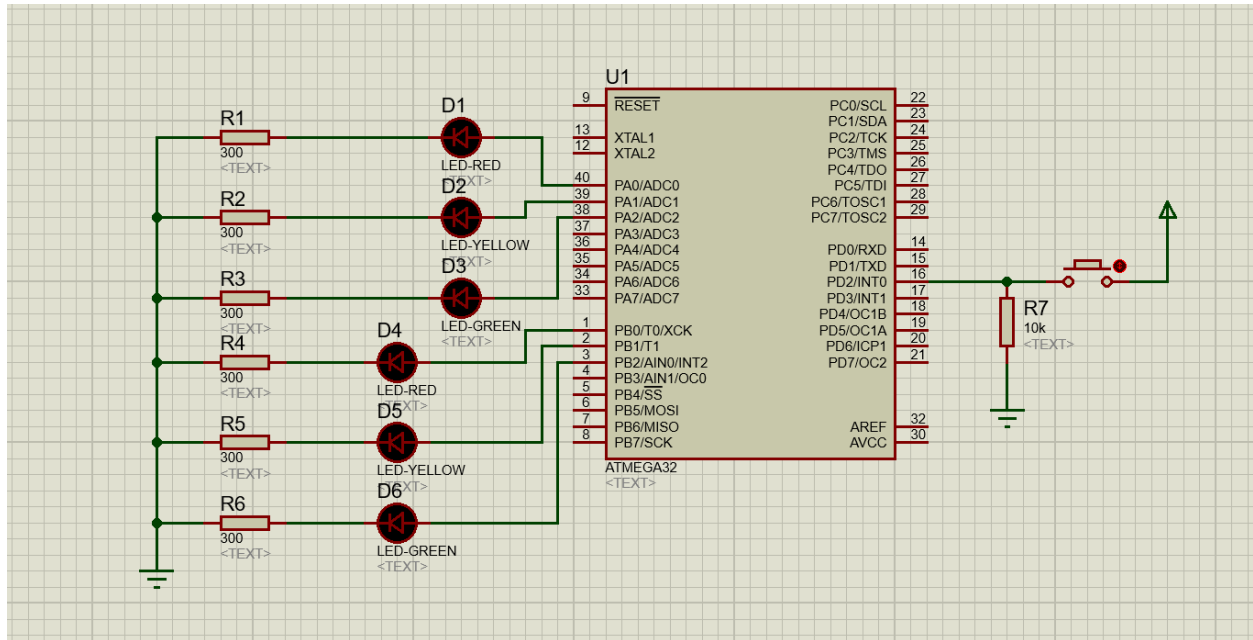 U1
R1
300
<TEXT>
D1
LED-RED
<TEXT>
R2
300
<TEXT>
D2
LED-YELLOW
<TEXT>
R3
300
<TEXT>
D3
LED-GREEN
<TEXT>
R4
300
<TEXT>
D4
LED-RED
<TEXT>
R5
300
<TEXT>
D5
LED-YELLOW
<TEXT>
R6
300
<TEXT>
D6
LED-GREEN
<TEXT>
9 RESET
13 XTAL1
12 XTAL2
40 PA0/ADC0
39 PA1/ADC1
38 PA2/ADC2
37 PA3/ADC3
36 PA4/ADC4
35 PA5/ADC5
34 PA6/ADC6
33 PA7/ADC7
1 PB0/T0/XCK
2 PB1/T1
3 PB2/AIN0/INT2
4 PB3/AIN1/OC0
5 PB4/SS
6 PB5/MOSI
7 PB6/MISO
8 PB7/SCK
PC0/SCL 22
PC1/SDA 23
PC2/TCK 24
PC3/TMS 25
PC4/TDO 26
PC5/TDI 27
PC6/TOSC1 28
PC7/TOSC2 29
PD0/RXD 14
PD1/TXD 15
PD2/INT0 16
PD3/INT1 17
PD4/OC1B 18
PD5/OC1A 19
PD6/ICP1 20
PD7/OC2 21
AREF 32
AVCC 30
ATMEGA32
<TEXT>
R7
10k
<TEXT>